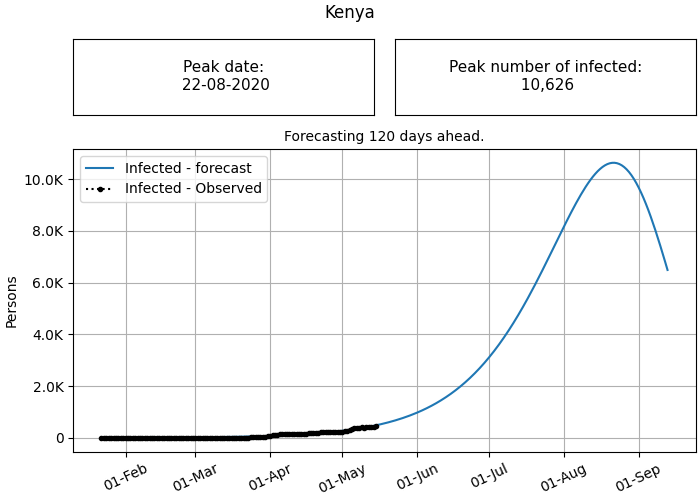 Kenya
Peak date:
22-08-2020
Peak number of infected:
10,626
Forecasting 120 days ahead.
Infected - forecast
Infected - Observed
10.0K
8.0K
6.0K
4.0K
2.0K
0
Persons
01-Feb
01-Mar
01-Apr
01-May
01-Jun
01-Jul
01-Aug
01-Sep